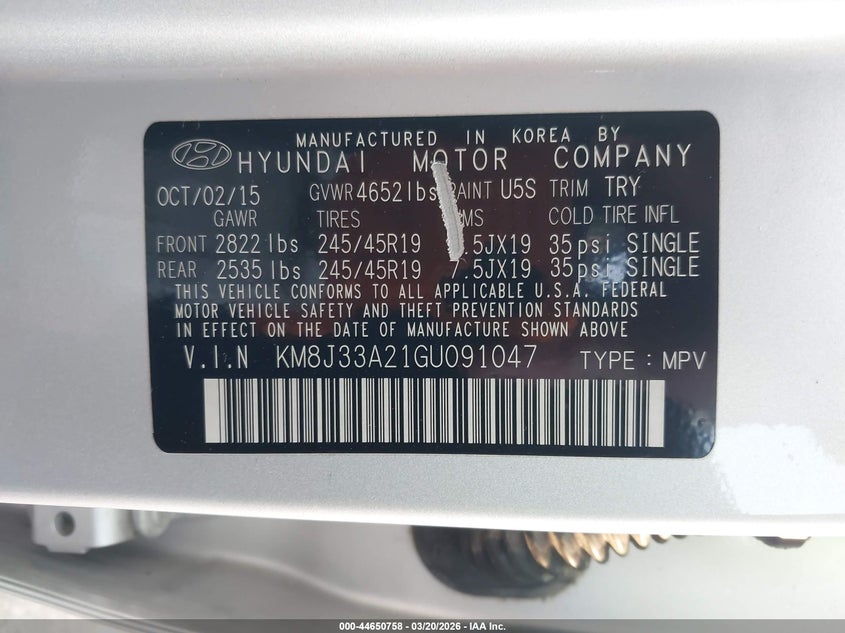 MANUFACTURED IN KOREA BY
HYUNDAI MOTOR COMPANY
OCT/02/15 GVWR 4652 lbs PAINT U5S TRIM TRY
GAWR TIRES COLD TIRE INFL
FRONT 2822 lbs 245/45R19 .5JX19 35 psi SINGLE
REAR 2535 lbs 245/45R19 7.5JX19 35 psi SINGLE
THIS VEHICLE CONFORMS TO ALL APPLICABLE U.S.A. FEDERAL
MOTOR VEHICLE SAFETY AND THEFT PREVENTION STANDARDS
IN EFFECT ON THE DATE OF MANUFACTURE SHOWN ABOVE
V.I.N KM8J33A21GU091047 TYPE : MPV
000-44650758 — 03/20/2026 — IAA Inc.